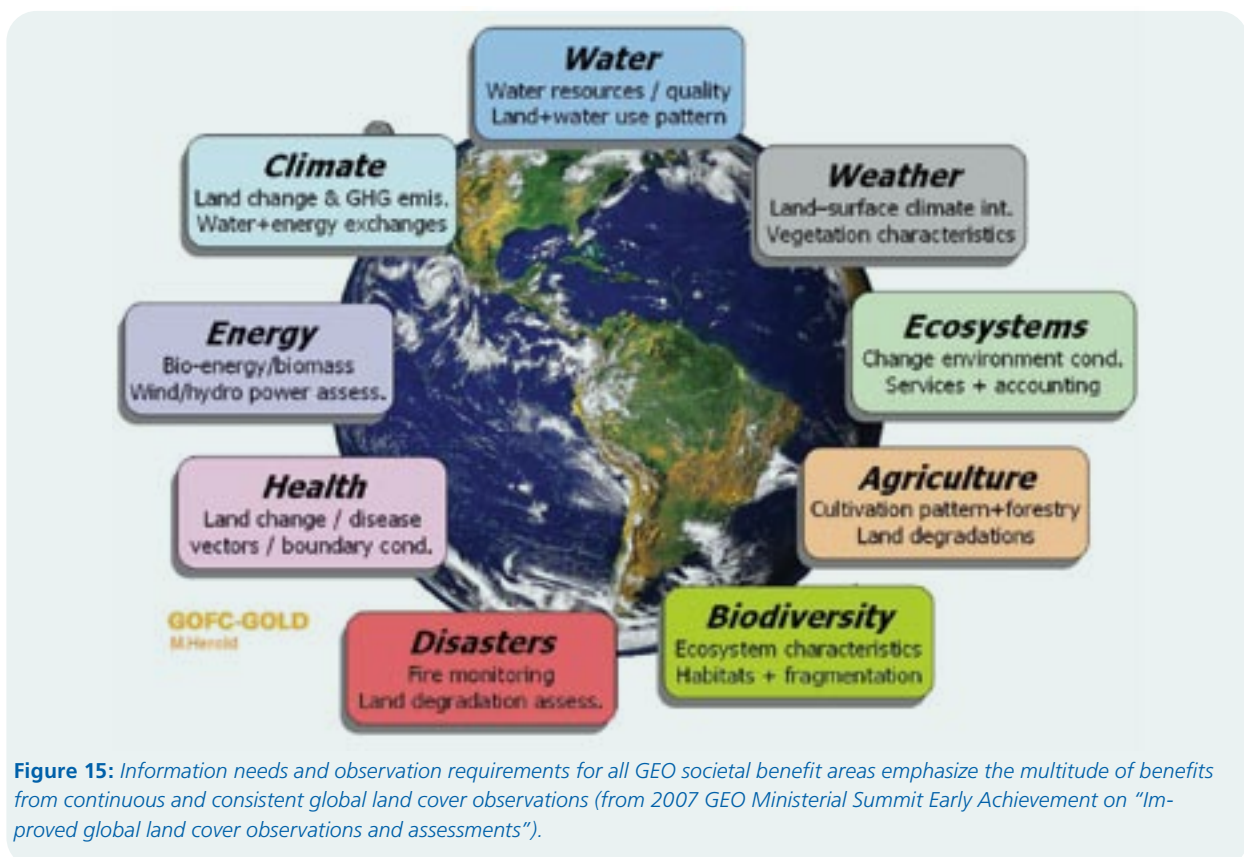 Water
Water resources / quality
Land+water use pattern
Climate
Land change & GHG emis.
Water+energy exchanges
Weather
Land-surface climate int.
Vegetation characteristics
Energy
Bio-energy/biomass
Wind/hydro power assess.
Ecosystems
Change environment cond.
Services + accounting
Health
Land change / disease
vectors / boundary cond.
Agriculture
Cultivation pattern+forestry
Land degradations
GOFC-GOLD
M.Herold
Disasters
Fire monitoring
Land degradation assess.
Biodiversity
Ecosystem characteristics
Habitats + fragmentation
Figure 15: Information needs and observation requirements for all GEO societal benefit areas emphasize the multitude of benefits
from continuous and consistent global land cover observations (from 2007 GEO Ministerial Summit Early Achievement on “Im-
proved global land cover observations and assessments”).